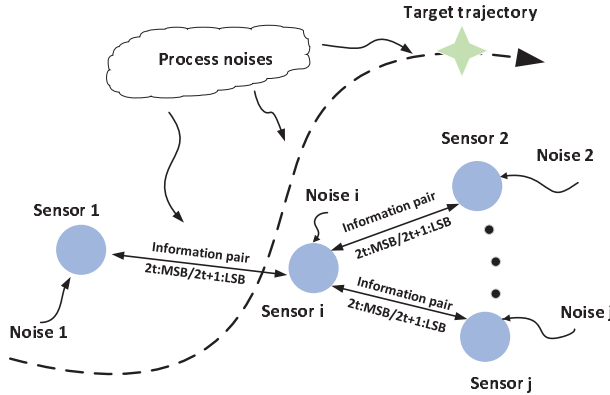 Target trajectory
Process noises
Sensor 2
Noise 2
Noise i
Sensor 1
Information pair
2t:MSB/2t+1:LSB
Information pair
2t:MSB/2t+1:LSB
Sensor i
Information pair
2t:MSB/2t+1:LSB
Noise 1
Noise j
Sensor j